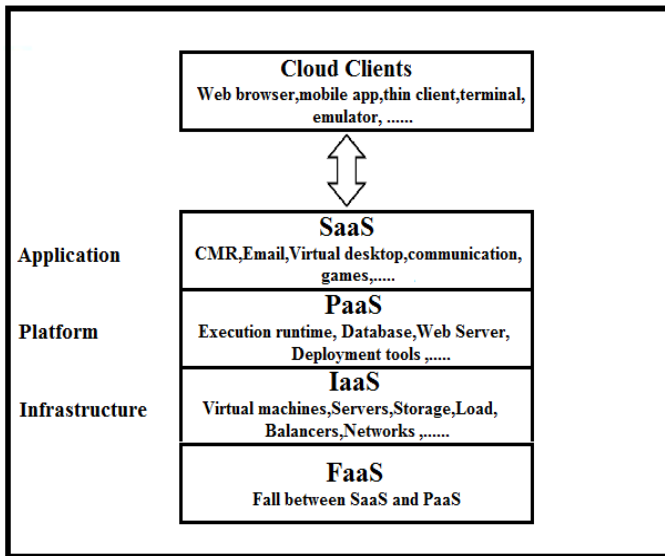 Cloud Clients
Web browser,mobile app,thin client,terminal,
emulator, ......
SaaS
Application
CMR,Email,Virtual desktop,communication,
games,.....
PaaS
Platform
Execution runtime, Database,Web Server,
Deployment tools ,.....
IaaS
Infrastructure
Virtual machines,Servers,Storage,Load,
Balancers,Networks ,......
FaaS
Fall between SaaS and PaaS